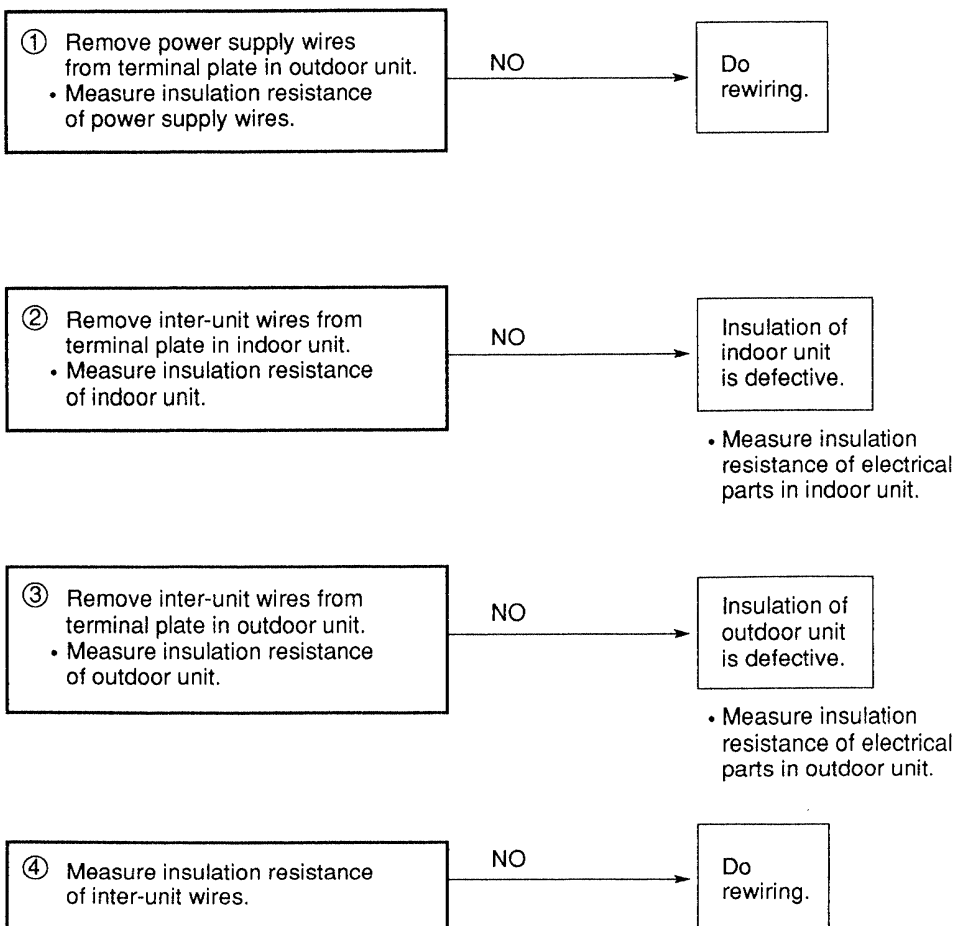 ① Remove power supply wires
from terminal plate in outdoor unit.
• Measure insulation resistance
of power supply wires.
NO
Do
rewiring.
② Remove inter-unit wires from
terminal plate in indoor unit.
• Measure insulation resistance
of indoor unit.
NO
Insulation of
indoor unit
is defective.
• Measure insulation
resistance of electrical
parts in indoor unit.
③ Remove inter-unit wires from
terminal plate in outdoor unit.
• Measure insulation resistance
of outdoor unit.
NO
Insulation of
outdoor unit
is defective.
• Measure insulation
resistance of electrical
parts in outdoor unit.
④ Measure insulation resistance
of inter-unit wires.
NO
Do
rewiring.